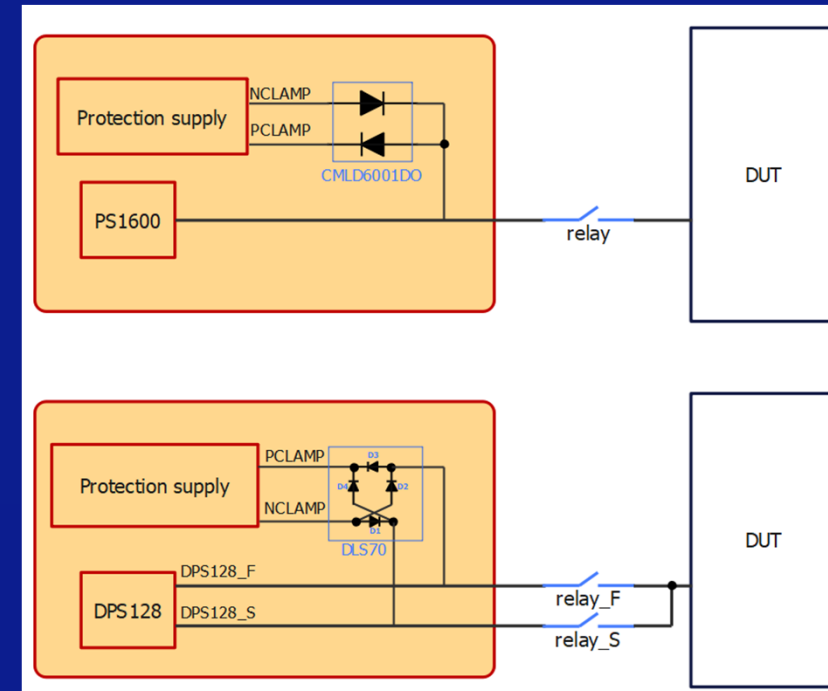 NCLAMP
Protection supply
PCLAMP
CMLD6001DO
PS1600
DUT
relay
PCLAMP
D3
Protection supply
D4
D2
NCLAMP
D1
DLS70
DPS128_F
DPS128
DPS128_S
DUT
relay_F
relay_S